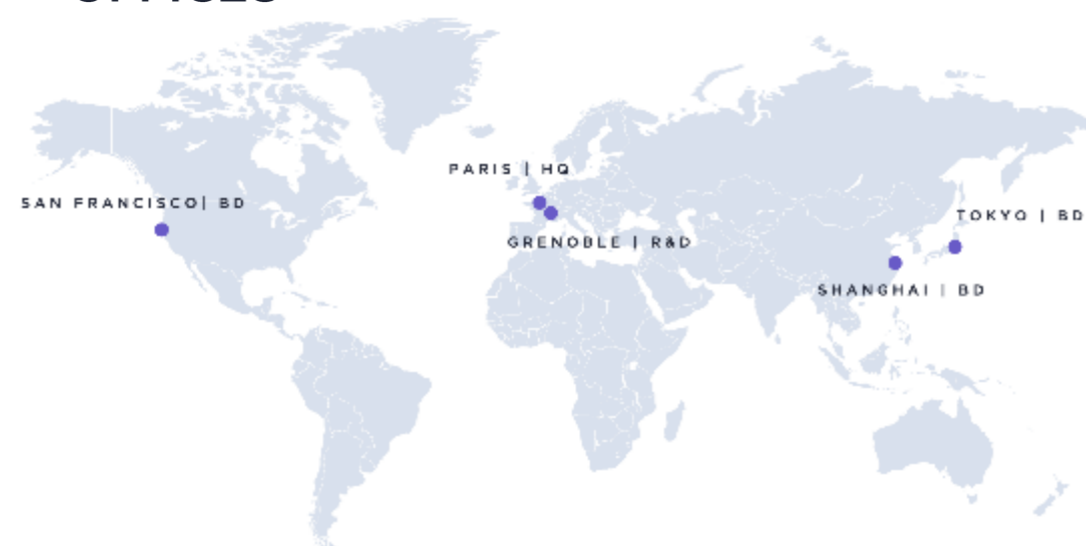 PARIS | HQ
SAN FRANCISCO| BD
TOKYO | BD
GRENOBLE | R&D
SHANGHAI | BD